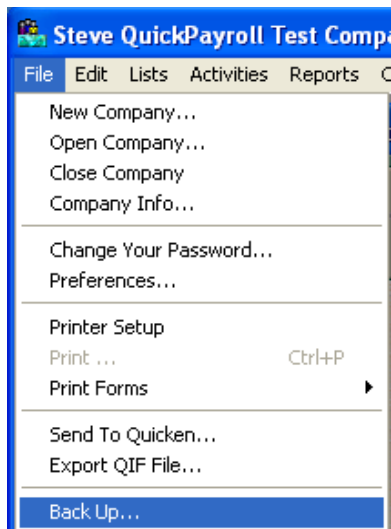 Steve QuickPayroll Test Comp
File Edit Lists Activities Reports
New Company...
Open Company...
Close Company
Company Info...
Change Your Password...
Preferences...
Printer Setup
Print ... Ctrl+P
Print Forms
Send To Quicken...
Export QIF File...
Back Up...